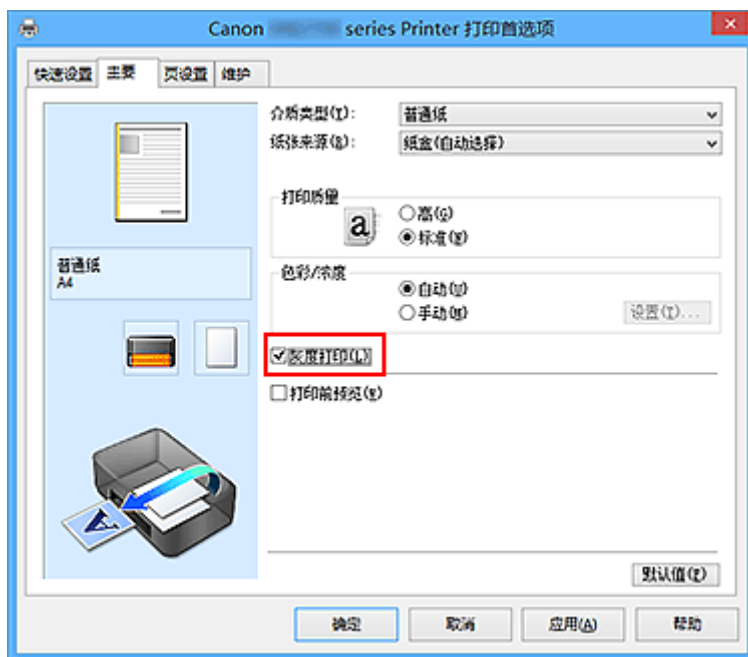 Canon series Printer 打印首选项
快速设置 主要 页设置 维护
介质类型(T): 普通纸
纸张来源(S): 纸盒(自动选择)
打印质量
a
高(G)
标准(Y)
普通纸
A4
色彩/浓度
自动(U)
手动(M)
设置(T)...
灰度打印(L)
打印前预览(V)
A
默认值(F)
确定 取消 应用(A) 帮助